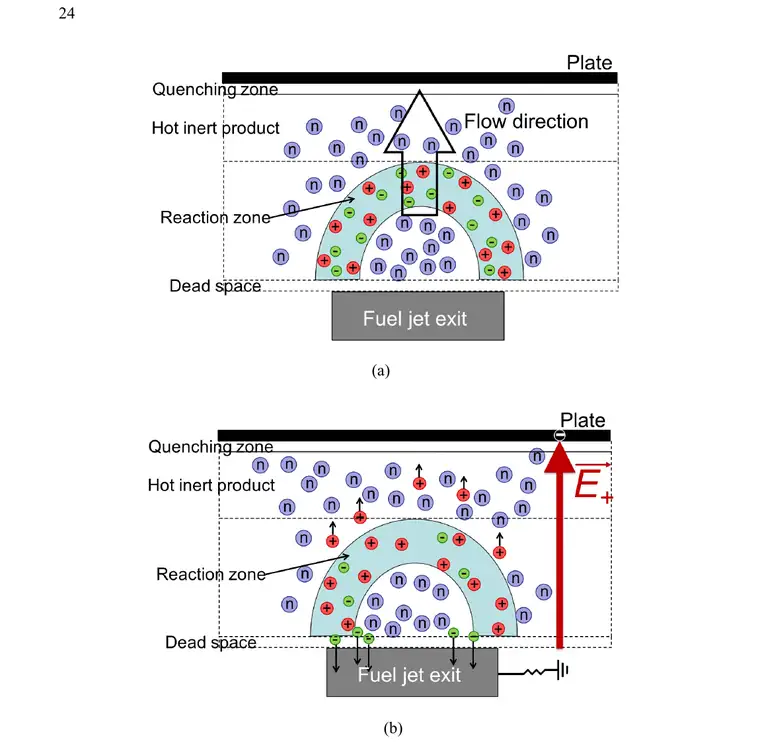 24
Plate
Quenching zone
Hot inert product
Flow direction
Reaction zone
Dead space
Fuel jet exit
(a)
Plate
Quenching zone
Hot inert product
E+
Reaction zone
Dead space
Fuel jet exit
(b)